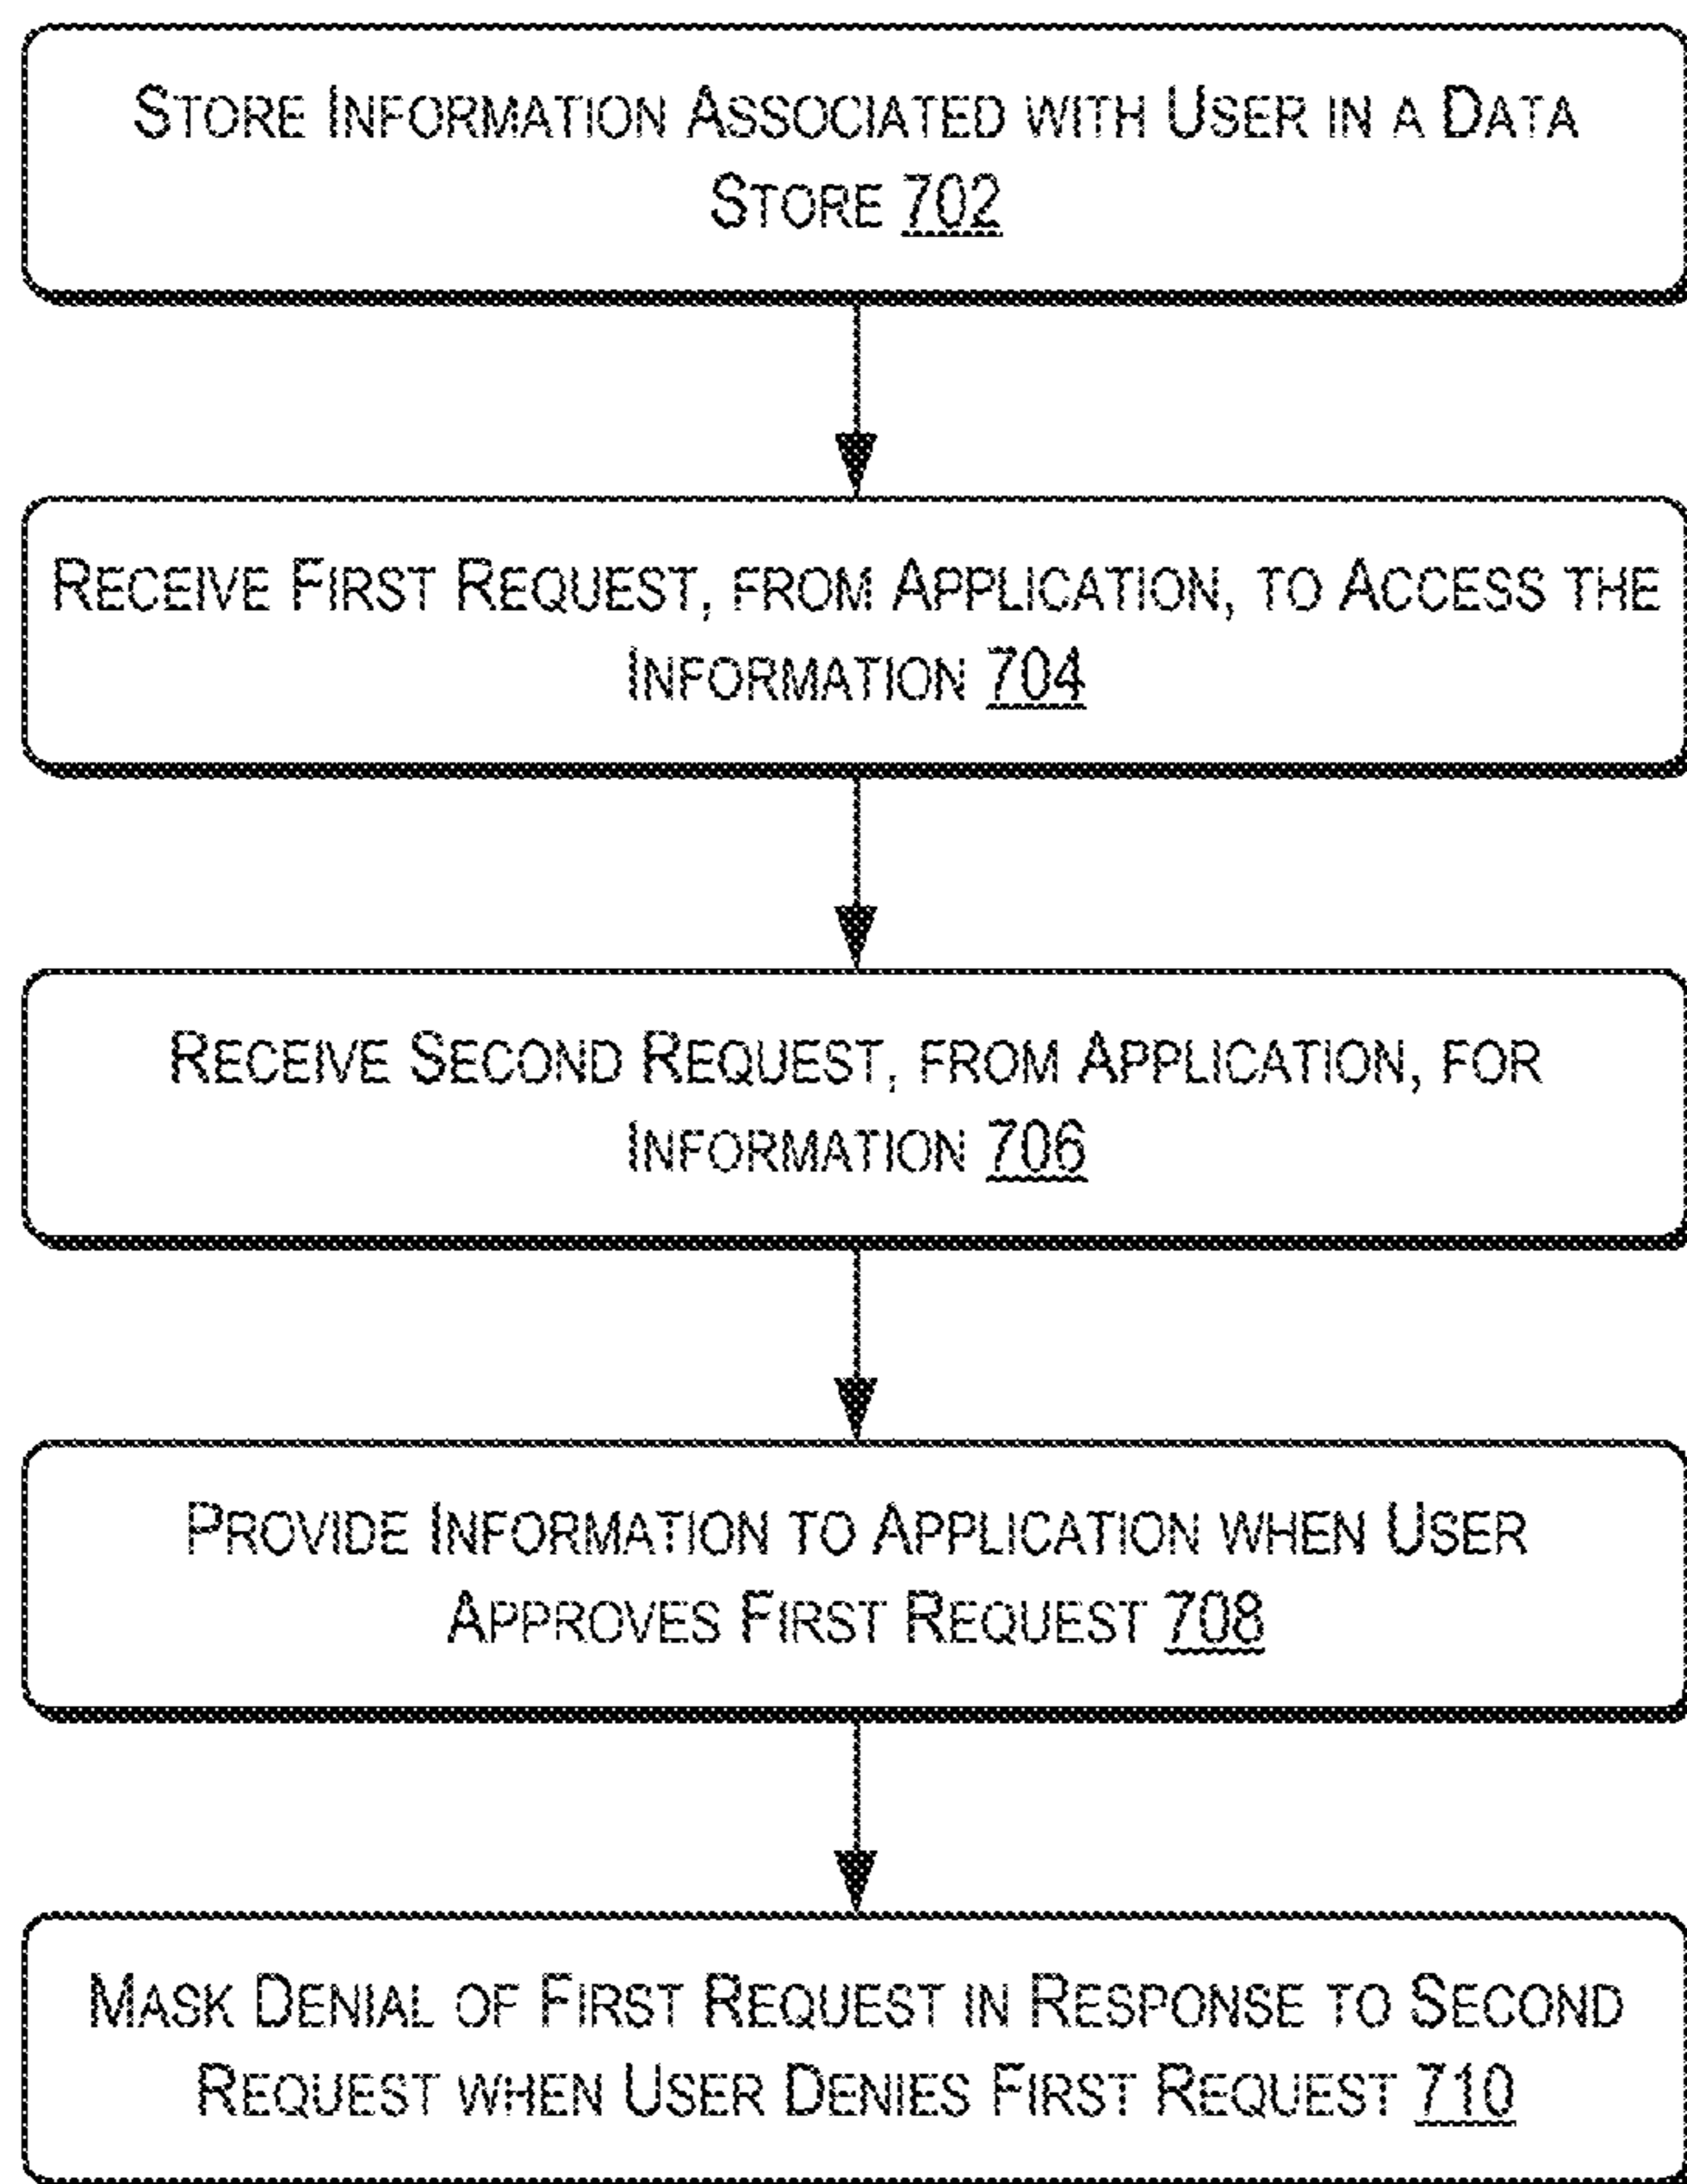 STORE INFORMATION ASSOCIATED WITH USER IN A DATA
STORE 702
RECEIVE FIRST REQUEST, FROM APPLICATION, TO ACCESS THE
INFORMATION 704
RECEIVE SECOND REQUEST, FROM APPLICATION, FOR
INFORMATION 706
PROVIDE INFORMATION TO APPLICATION WHEN USER
APPROVES FIRST REQUEST 708
MASK DENIAL OF FIRST REQUEST IN RESPONSE TO SECOND
REQUEST WHEN USER DENIES FIRST REQUEST 710